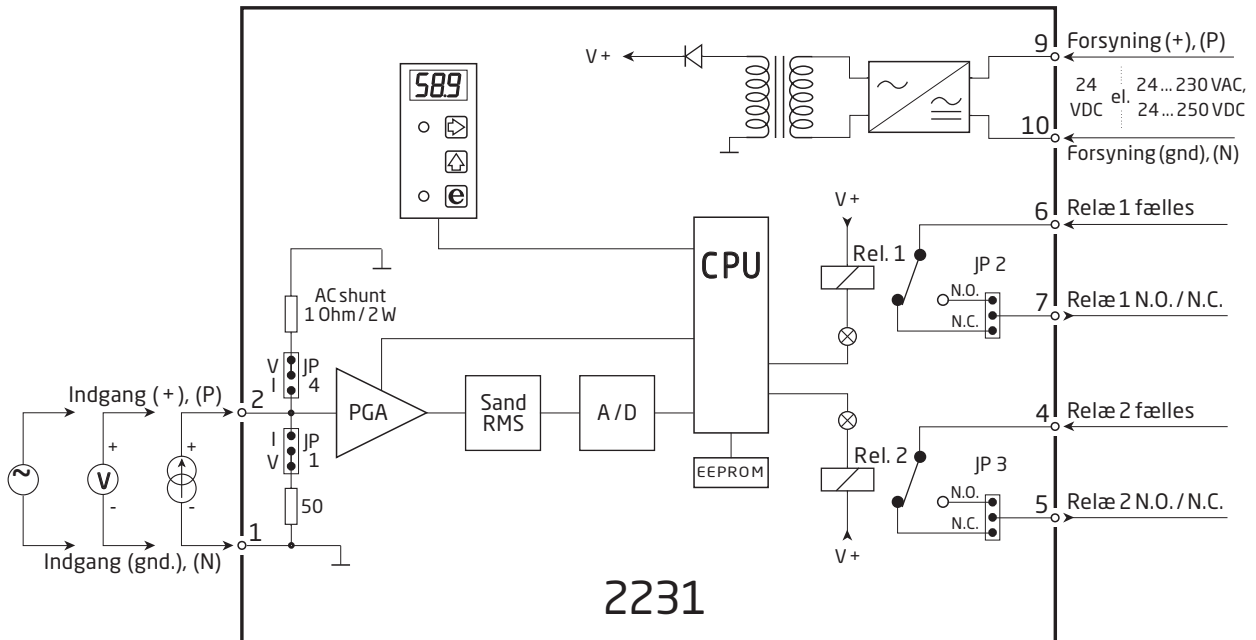 V+
9
Forsyning (+), (P)
58.9
24 VDC
el.
24...230 VAC,
24...250 VDC
10
Forsyning (gnd), (N)
e
V+
6
Relæ 1 fælles
CPU
Rel. 1
JP 2
AC shunt
1 Ohm / 2 W
N.O.
7
Relæ 1 N.O. / N.C.
N.C.
V
I
JP
4
Indgang (+), (P)
2
PGA
Sand
RMS
A/D
4
Relæ 2 fælles
I
V
JP
1
~
+
V
-
+
-
EEPROM
Rel. 2
JP 3
50
N.O.
5
Relæ 2 N.O. / N.C.
N.C.
1
Indgang (gnd.), (N)
V+
2231